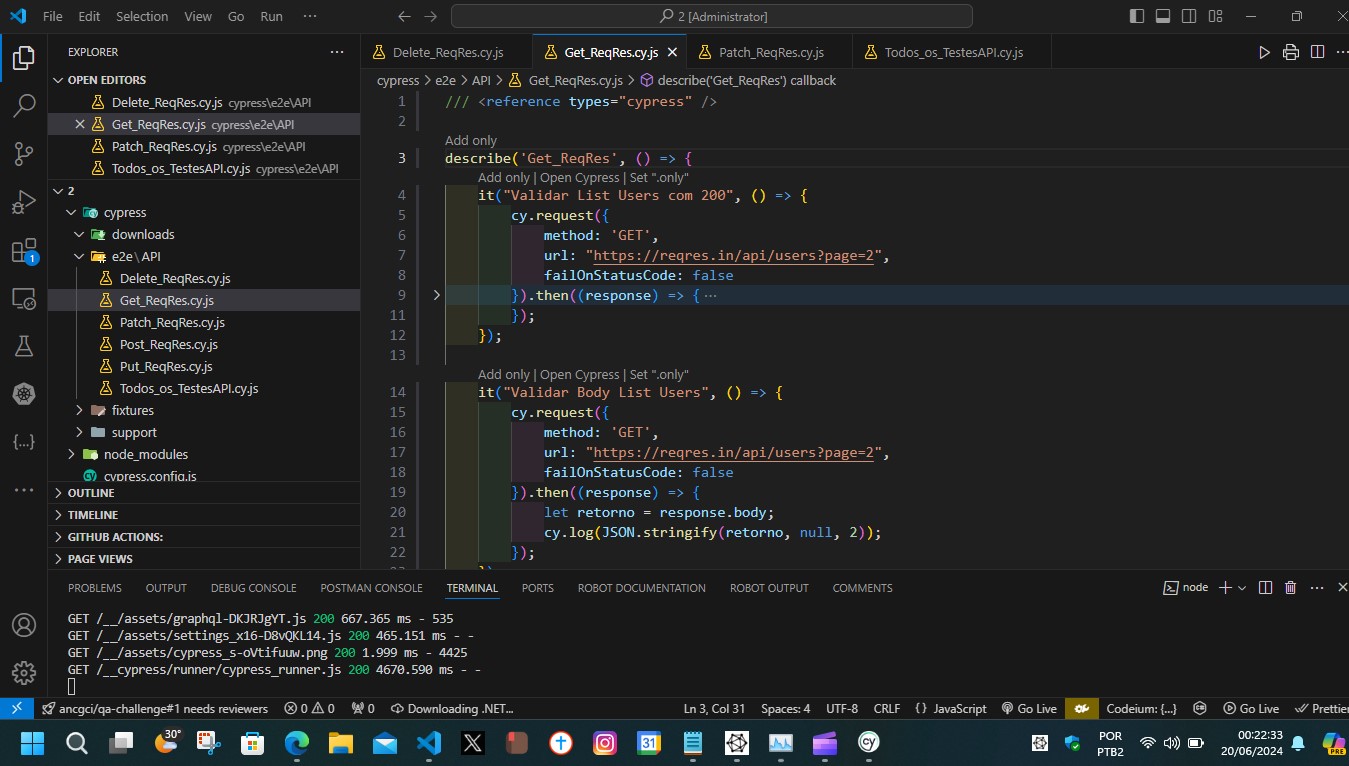 File Edit Selection View Go Run ··· 2 [Administrator]
EXPLORER ···
OPEN EDITORS
Delete_ReqRes.cy.js cypress\e2e\API
Get_ReqRes.cy.js cypress\e2e\API
Patch_ReqRes.cy.js cypress\e2e\API
Todos_os_TestesAPI.cy.js cypress\e2e\API
2
cypress
downloads
e2e \ API
Delete_ReqRes.cy.js
Get_ReqRes.cy.js
Patch_ReqRes.cy.js
Post_ReqRes.cy.js
Put_ReqRes.cy.js
Todos_os_TestesAPI.cy.js
fixtures
support
node_modules
cypress.config.js
OUTLINE
TIMELINE
GITHUB ACTIONS:
PAGE VIEWS
1
Delete_ReqRes.cy.js Get_ReqRes.cy.js Patch_ReqRes.cy.js Todos_os_TestesAPI.cy.js
cypress > e2e > API > Get_ReqRes.cy.js > describe('Get_ReqRes') callback
1 /// <reference types="cypress" />
2
Add only
3 describe('Get_ReqRes', () => {
Add only | Open Cypress | Set ".only"
4 it("Validar List Users com 200", () => {
5 cy.request({
6 method: 'GET',
7 url: "https://reqres.in/api/users?page=2",
8 failOnStatusCode: false
9 }).then((response) => { ···
11 });
12 });
13
Add only | Open Cypress | Set ".only"
14 it("Validar Body List Users", () => {
15 cy.request({
16 method: 'GET',
17 url: "https://reqres.in/api/users?page=2",
18 failOnStatusCode: false
19 }).then((response) => {
20 let retorno = response.body;
21 cy.log(JSON.stringify(retorno, null, 2));
22 });
PROBLEMS OUTPUT DEBUG CONSOLE POSTMAN CONSOLE TERMINAL PORTS ROBOT DOCUMENTATION ROBOT OUTPUT COMMENTS node
GET /__/assets/graphql-DKJRJgYT.js 200 667.365 ms - 535
GET /__/assets/settings_x16-D8vQKL14.js 200 465.151 ms - -
GET /__/assets/cypress_s-oVtifuuw.png 200 1.999 ms - 4425
GET /__cypress/runner/cypress_runner.js 200 4670.590 ms - -
ancgci/qa-challenge#1 needs reviewers 0 0 0 Downloading .NET... Ln 3, Col 31 Spaces: 4 UTF-8 CRLF {} JavaScript Go Live Codeium: {...} Go Live Prettier
30° 31 cy POR PTB2 00:22:33 20/06/2024 PRE